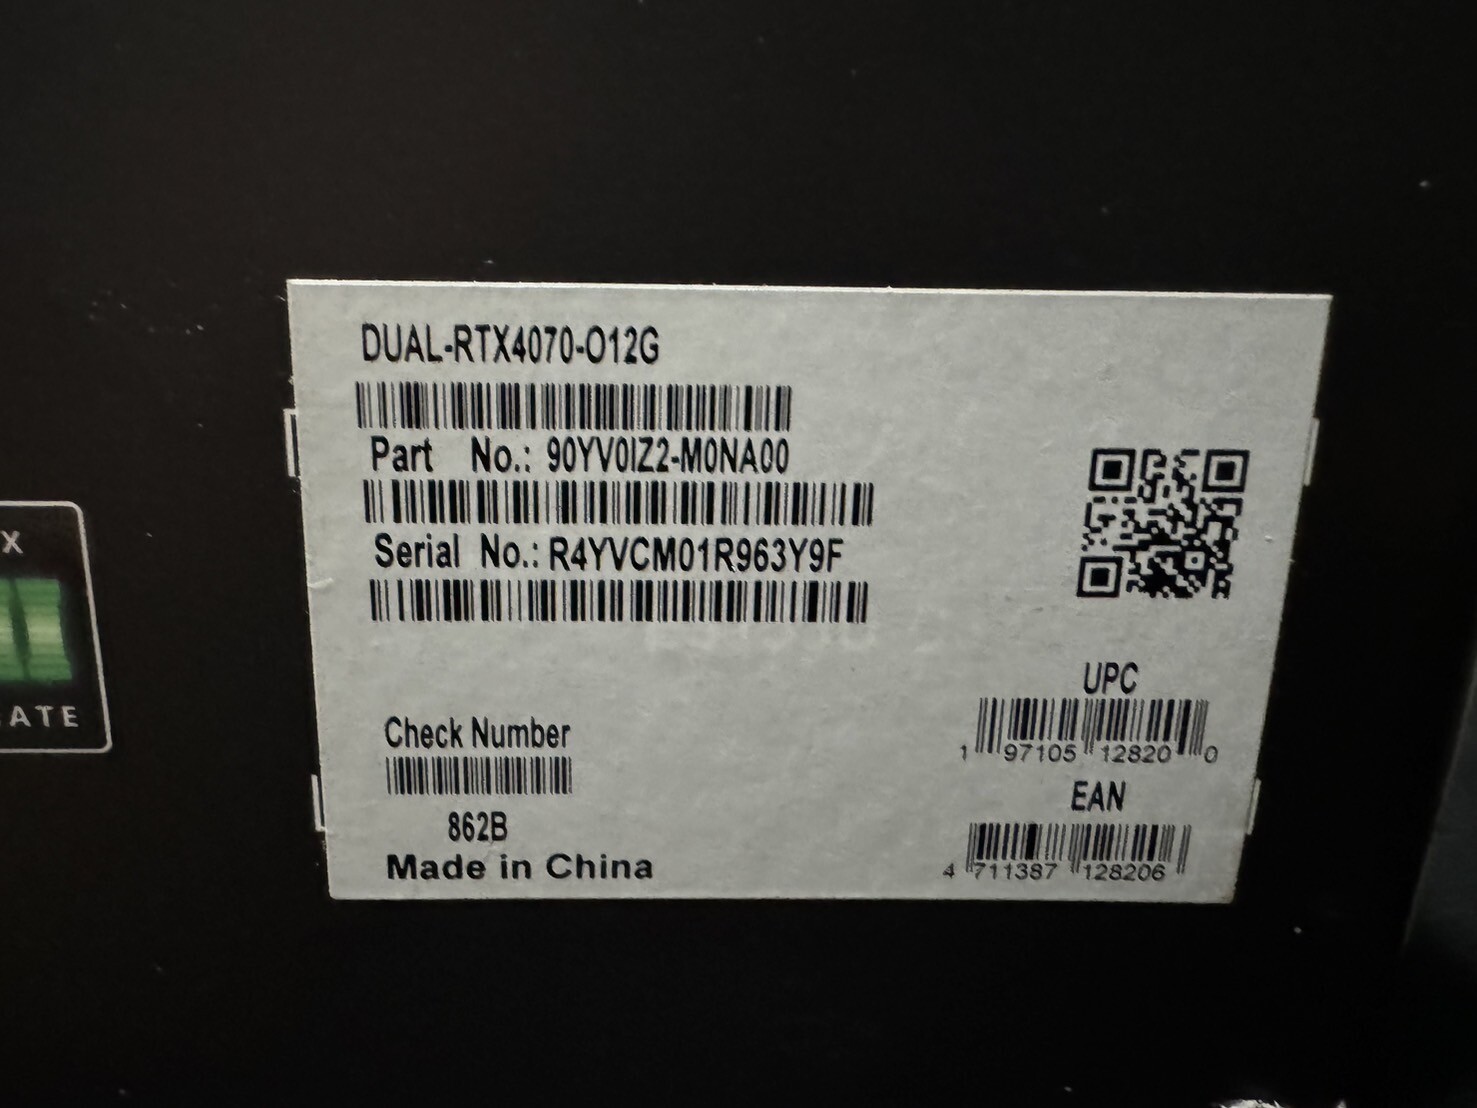 DUAL-RTX4070-O12G
Part No.: 90YV0IZ2-M0NA00
Serial No.: R4YVCM01R963Y9F
UPC
1 97105 12820 0
Check Number
EAN
862B
4 711387 128206
Made in China
X